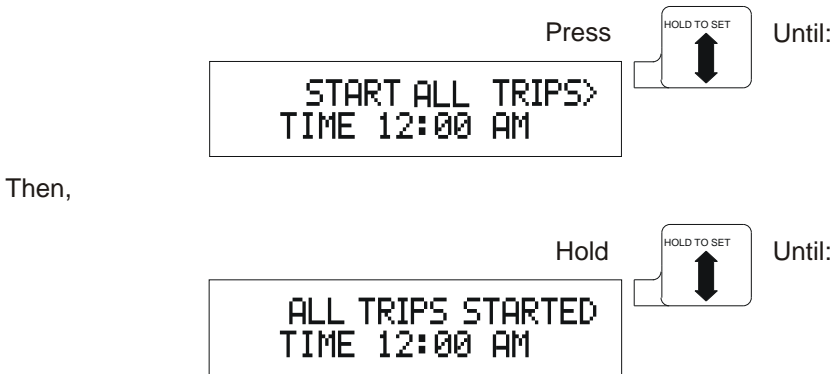 Press HOLD TO SET Until:
START ALL TRIPS>
TIME 12:00 AM
Then,
Hold HOLD TO SET Until:
ALL TRIPS STARTED
TIME 12:00 AM